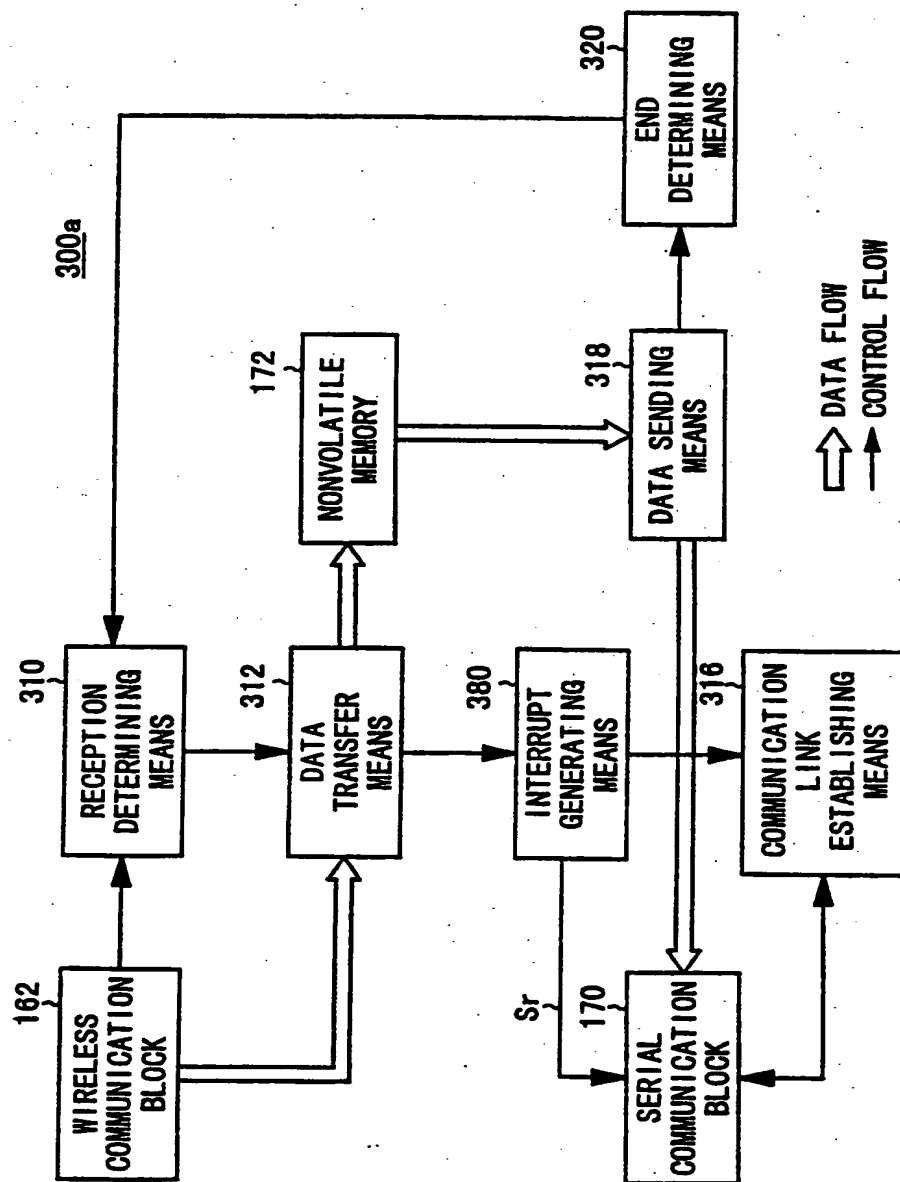 300a
162
WIRELESS
COMMUNICATION
BLOCK
310
RECEPTION
DETERMINING
MEANS
312
DATA
TRANSFER
MEANS
172
NONVOLATILE
MEMORY
320
END
DETERMINING
MEANS
380
INTERRUPT
GENERATING
MEANS
318
DATA SENDING
MEANS
Sr
170
SERIAL
COMMUNICATION
BLOCK
316
COMMUNICATION
LINK
ESTABLISHING
MEANS
DATA FLOW
CONTROL FLOW